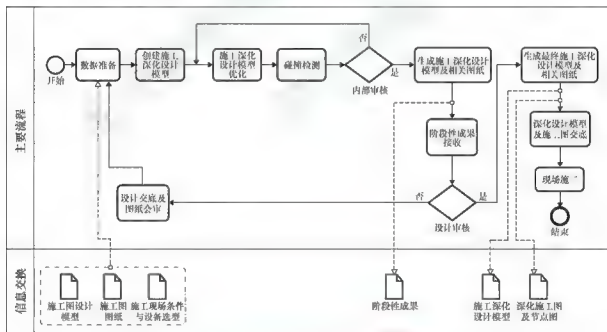 主要流程
开始
数据准备
创建施工
深化设计
模型
施工深化
设计模型
优化
碰撞检测
否
内部审核
是
生成施工深化设计
模型及相关图纸
生成最终施工深
化设计模型及
相关图纸
阶段性成果
接收
深化设计模型
及施工图交底
现场施工
设计交底及
图纸会审
否
是
设计审核
结束
信息交换
施工图设计
模型
施工图
图纸
施工现场条件
与设备选型
阶段性成果
施工深化
设计模型
深化施工图
及节点图